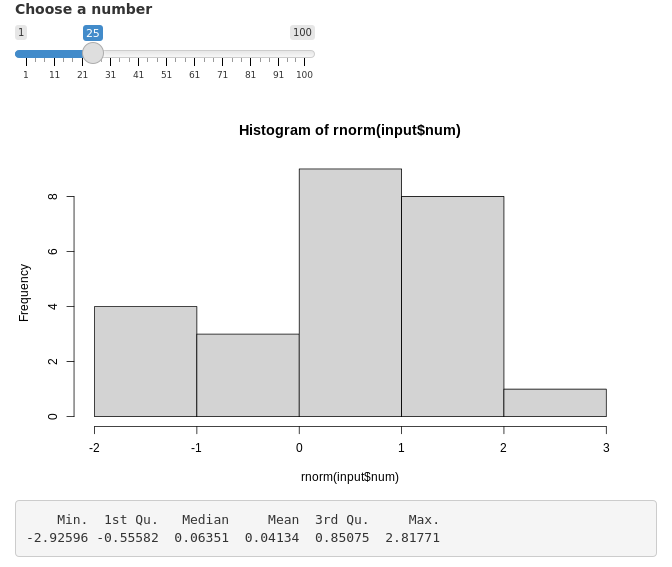 Choose a number
1 25 100
1 11 21 31 41 51 61 71 81 91 100
Histogram of rnorm(input$num)
8
6
4
2
0
Frequency
-2 -1 0 1 2 3
rnorm(input$num)
Min. 1st Qu. Median Mean 3rd Qu. Max.
-2.92596 -0.55582 0.06351 0.04134 0.85075 2.81771